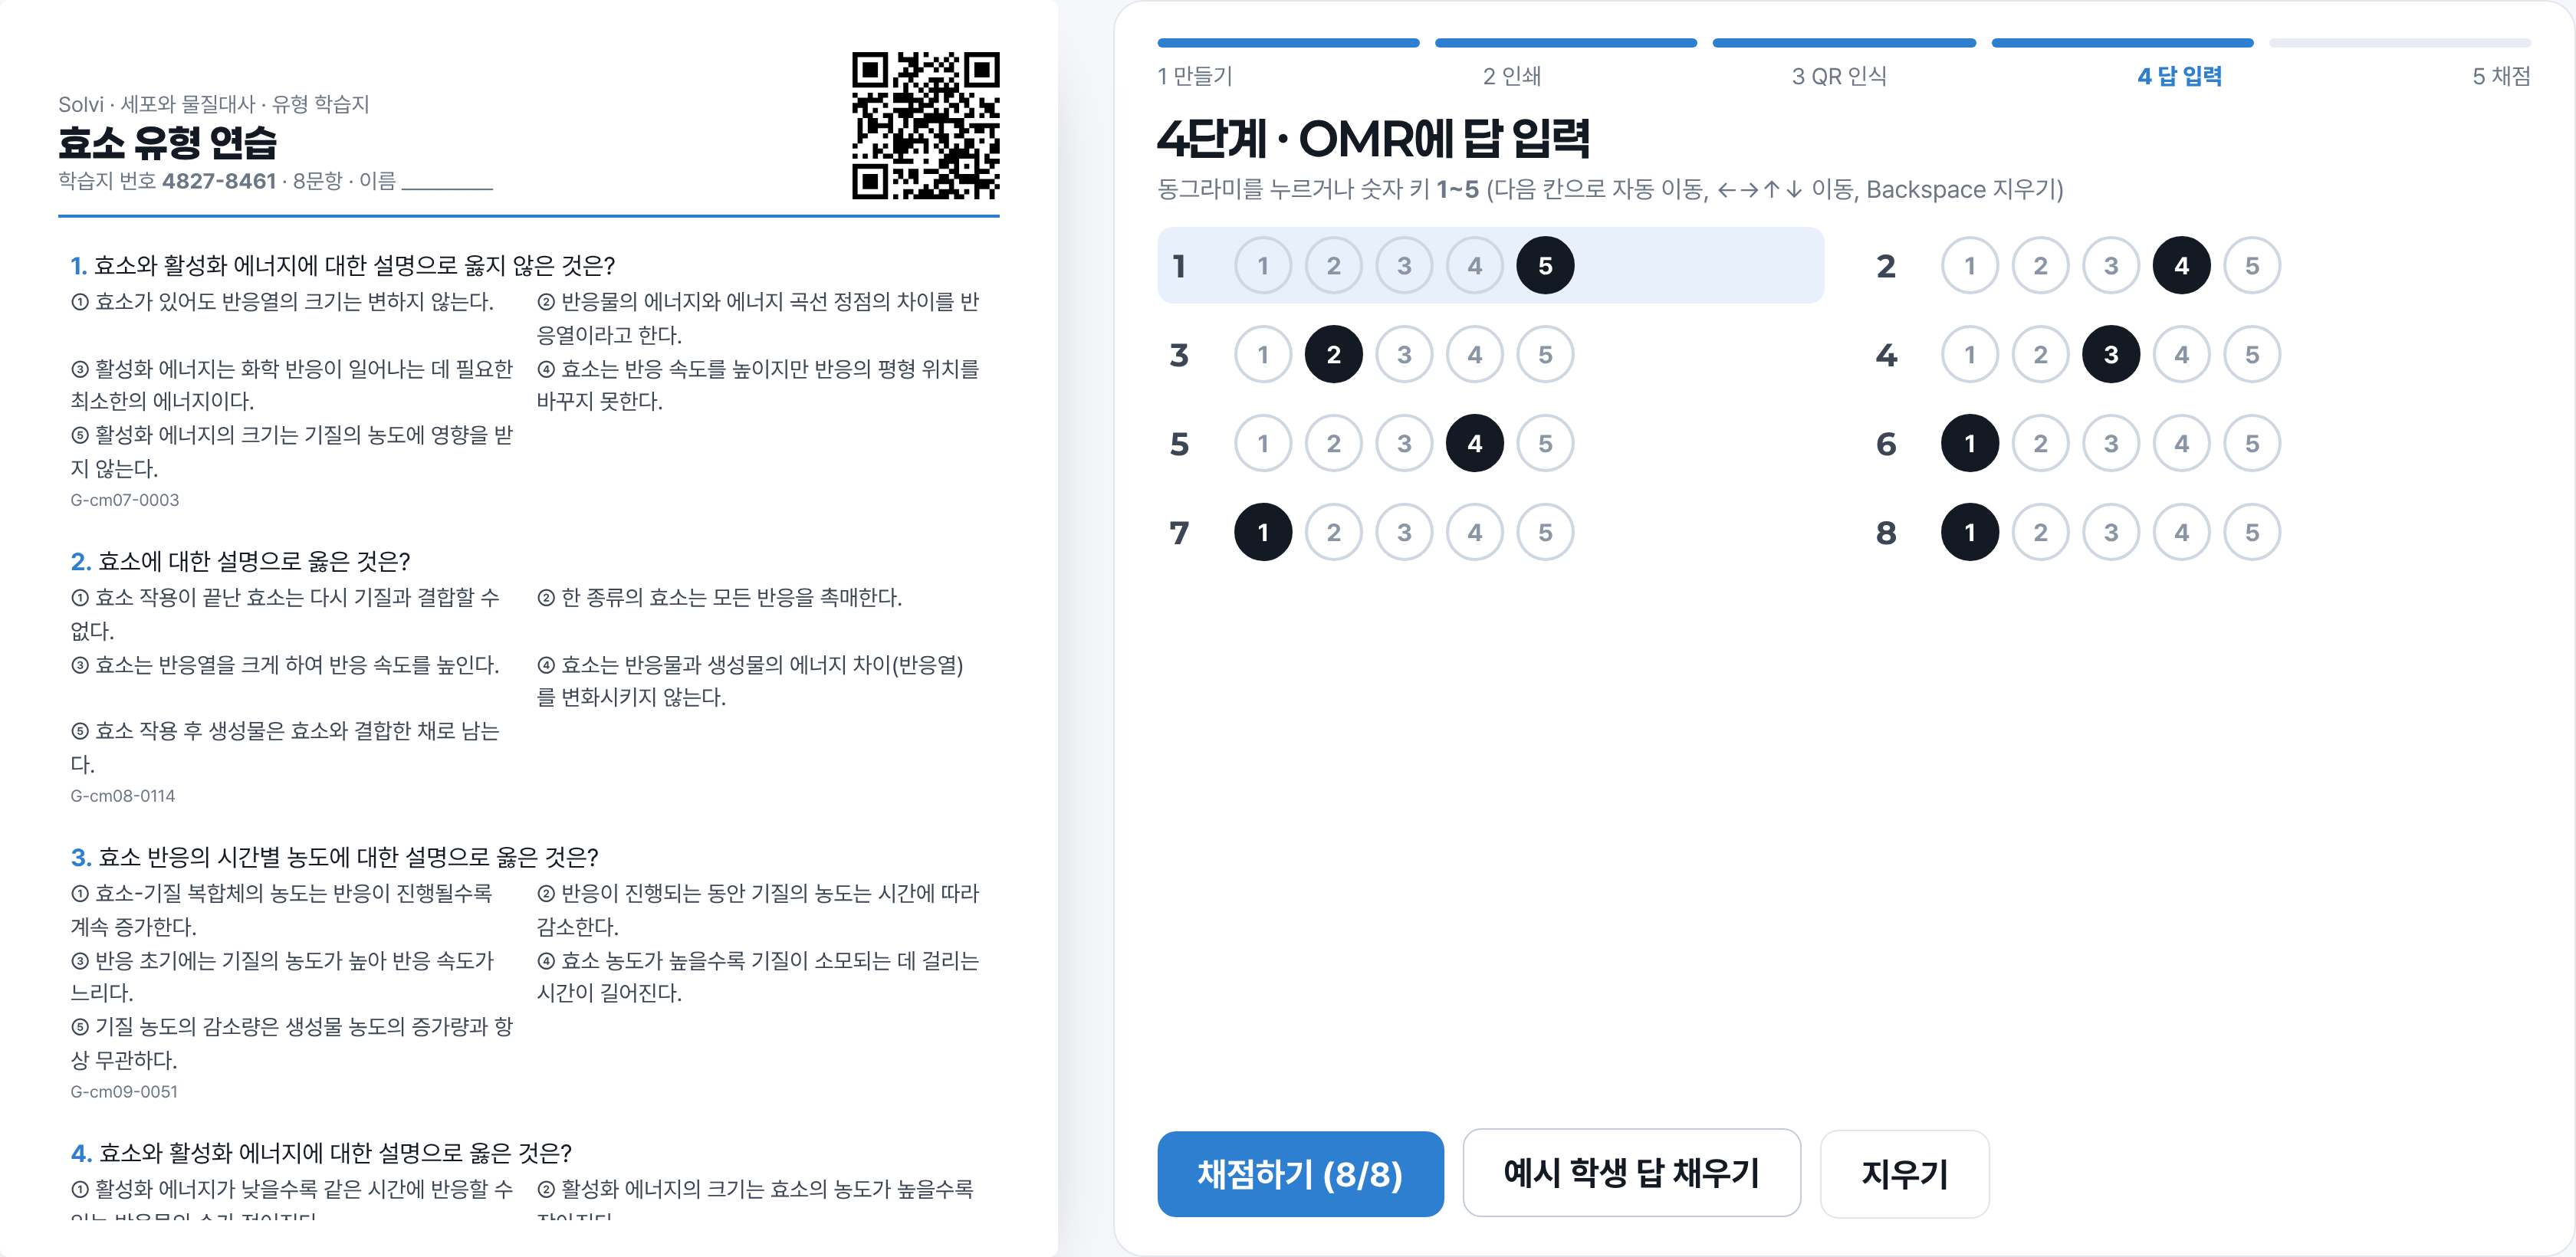 Solvi · 세포와 물질대사 · 유형 학습지
효소 유형 연습
학습지 번호 4827-8461 · 8문항 · 이름 ________
1. 효소와 활성화 에너지에 대한 설명으로 옳지 않은 것은?
① 효소가 있어도 반응열의 크기는 변하지 않는다.
② 반응물의 에너지와 에너지 곡선 정점의 차이를 반
응열이라고 한다.
③ 활성화 에너지는 화학 반응이 일어나는 데 필요한
최소한의 에너지이다.
④ 효소는 반응 속도를 높이지만 반응의 평형 위치를
바꾸지 못한다.
⑤ 활성화 에너지의 크기는 기질의 농도에 영향을 받
지 않는다.
G-cm07-0003
2. 효소에 대한 설명으로 옳은 것은?
① 효소 작용이 끝난 효소는 다시 기질과 결합할 수
없다.
② 한 종류의 효소는 모든 반응을 촉매한다.
③ 효소는 반응열을 크게 하여 반응 속도를 높인다.
④ 효소는 반응물과 생성물의 에너지 차이(반응열)
를 변화시키지 않는다.
⑤ 효소 작용 후 생성물은 효소와 결합한 채로 남는
다.
G-cm08-0114
3. 효소 반응의 시간별 농도에 대한 설명으로 옳은 것은?
① 효소-기질 복합체의 농도는 반응이 진행될수록
계속 증가한다.
② 반응이 진행되는 동안 기질의 농도는 시간에 따라
감소한다.
③ 반응 초기에는 기질의 농도가 높아 반응 속도가
느리다.
④ 효소 농도가 높을수록 기질이 소모되는 데 걸리는
시간이 길어진다.
⑤ 기질 농도의 감소량은 생성물 농도의 증가량과 항
상 무관하다.
G-cm09-0051
4. 효소와 활성화 에너지에 대한 설명으로 옳은 것은?
① 활성화 에너지가 낮을수록 같은 시간에 반응할 수
② 활성화 에너지의 크기는 효소의 농도가 높을수록
1 만들기
2 인쇄
3 QR 인식
4 답 입력
5 채점
4단계 · OMR에 답 입력
동그라미를 누르거나 숫자 키 1~5 (다음 칸으로 자동 이동, ←→↑↓ 이동, Backspace 지우기)
1 1 2 3 4 5
2 1 2 3 4 5
3 1 2 3 4 5
4 1 2 3 4 5
5 1 2 3 4 5
6 1 2 3 4 5
7 1 2 3 4 5
8 1 2 3 4 5
채점하기 (8/8)
예시 학생 답 채우기
지우기